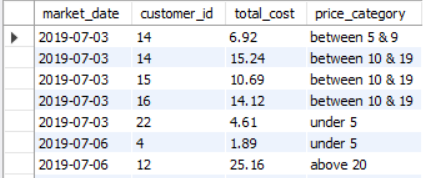 market_date customer_id total_cost price_category
2019-07-03 14 6.92 between 5 & 9
2019-07-03 14 15.24 between 10 & 19
2019-07-03 15 10.69 between 10 & 19
2019-07-03 16 14.12 between 10 & 19
2019-07-03 22 4.61 under 5
2019-07-06 4 1.89 under 5
2019-07-06 12 25.16 above 20